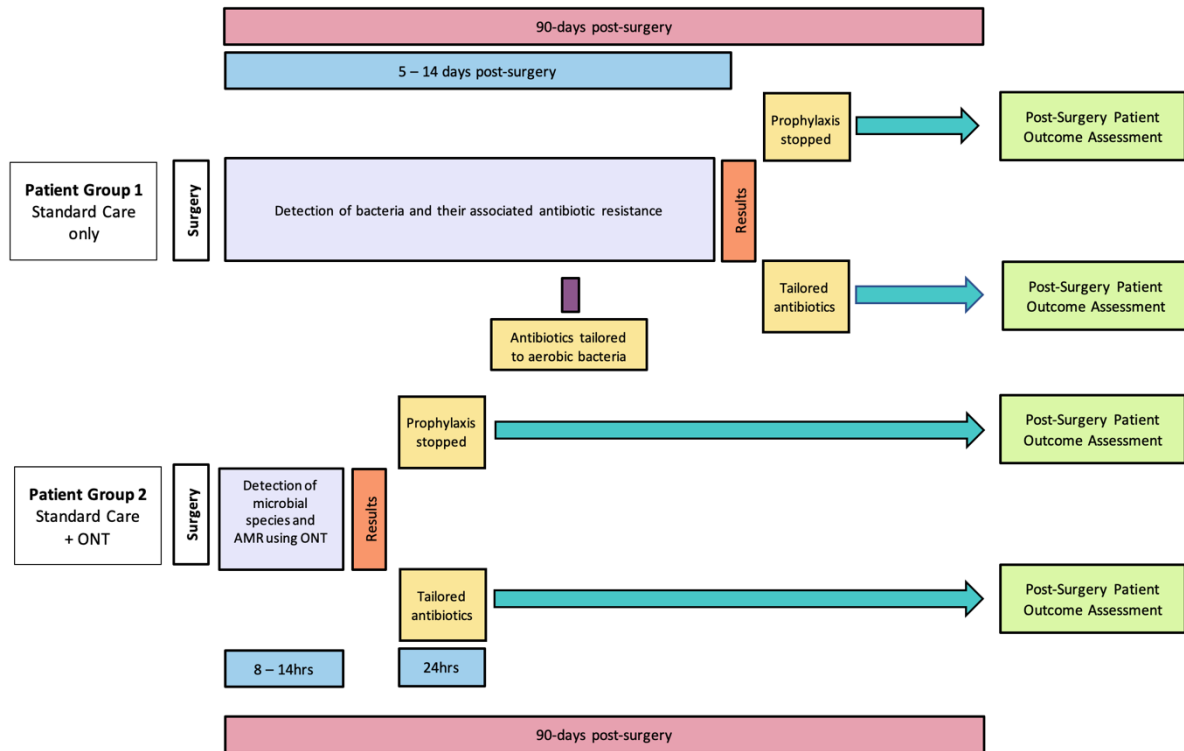 90-days post-surgery
5 – 14 days post-surgery
Prophylaxis
stopped
Post-Surgery Patient
Outcome Assessment
Patient Group 1
Standard Care
only
Surgery
Detection of bacteria and their associated antibiotic resistance
Results
Tailored
antibiotics
Post-Surgery Patient
Outcome Assessment
Antibiotics tailored
to aerobic bacteria
Prophylaxis
stopped
Post-Surgery Patient
Outcome Assessment
Patient Group 2
Standard Care
+ ONT
Surgery
Detection of
microbial
species and
AMR using ONT
Results
Tailored
antibiotics
Post-Surgery Patient
Outcome Assessment
8 – 14hrs
24hrs
90-days post-surgery